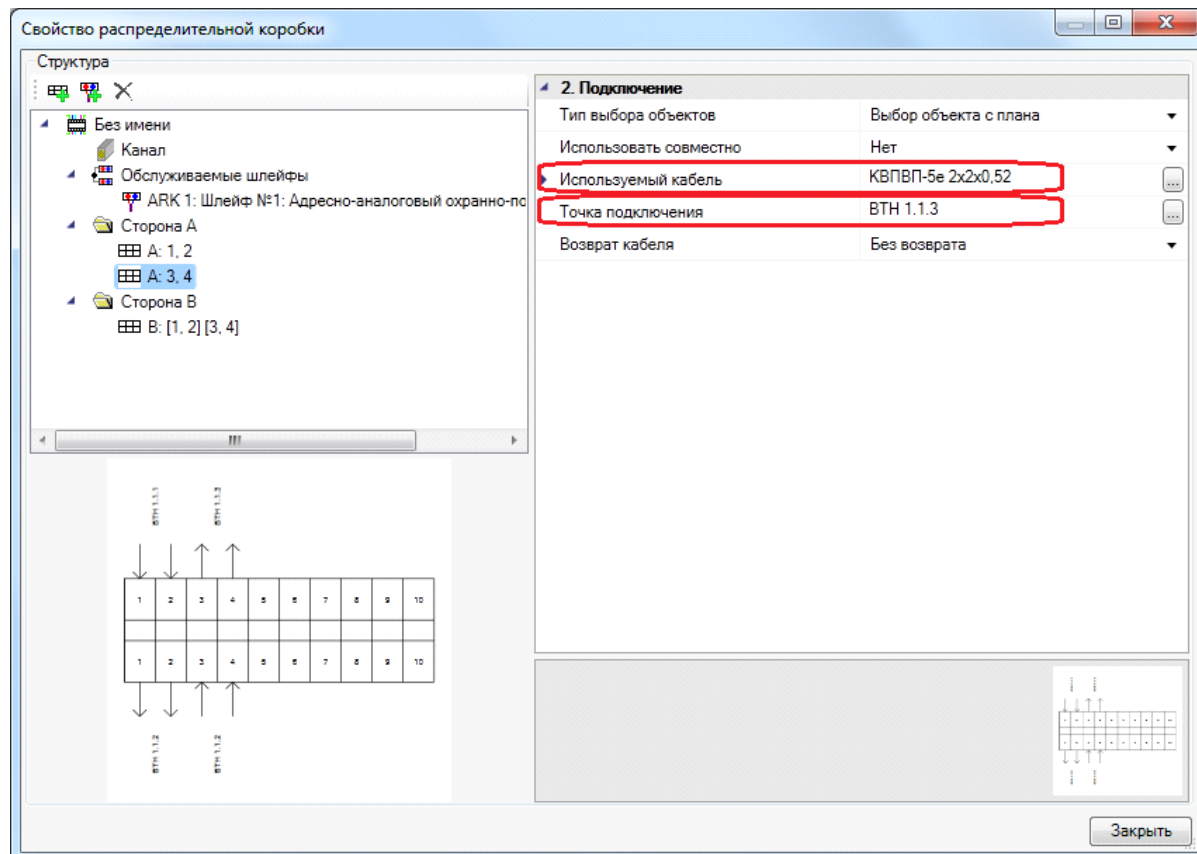 Свойство распределительной коробки
Структура
Без имени
Канал
Обслуживаемые шлейфы
ARK 1: Шлейф №1: Адресно-аналоговый охранно-по
Сторона А
А: 1, 2
А: 3, 4
Сторона В
В: [1, 2] [3, 4]
2. Подключение
Тип выбора объектов Выбор объекта с плана
Использовать совместно Нет
Используемый кабель КВПВП-5е 2х2х0,52
...
Точка подключения ВТН 1.1.3
...
Возврат кабеля Без возврата
ВТН 1.1.1 ВТН 1.1.3
1 2 3 4 5 6 7 8 9 10
1 2 3 4 5 6 7 8 9 10
ВТН 1.1.2 ВТН 1.1.2
Закрыть